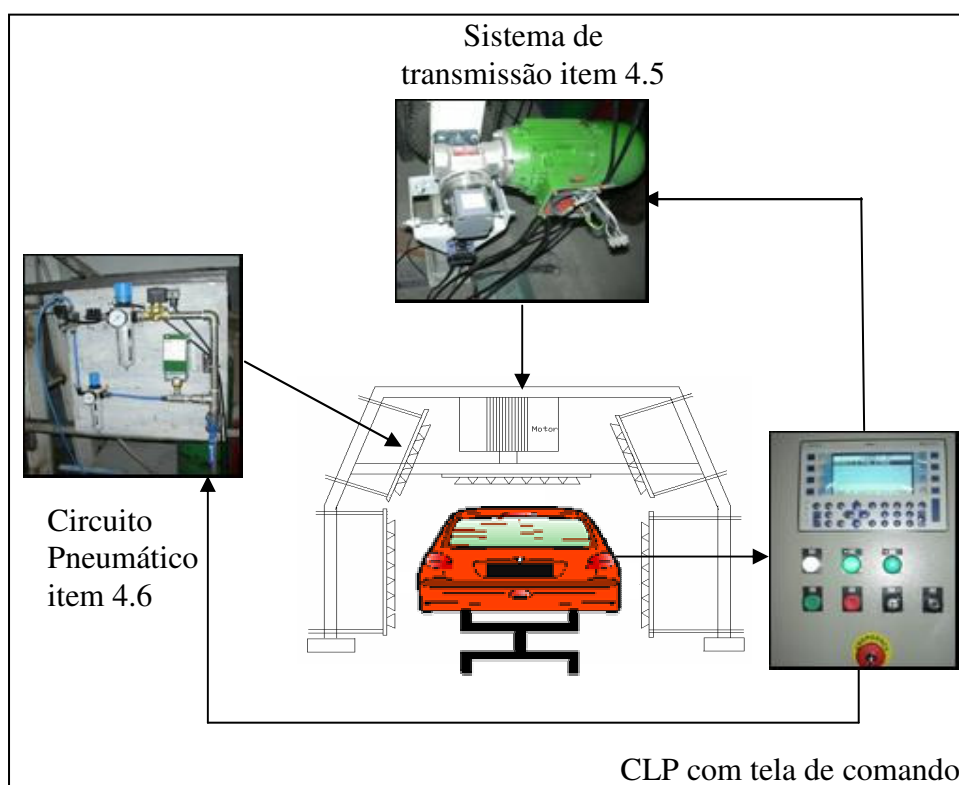 Sistema de
transmissão item 4.5
Motor
Circuito
Pneumático
item 4.6
CLP com tela de comando